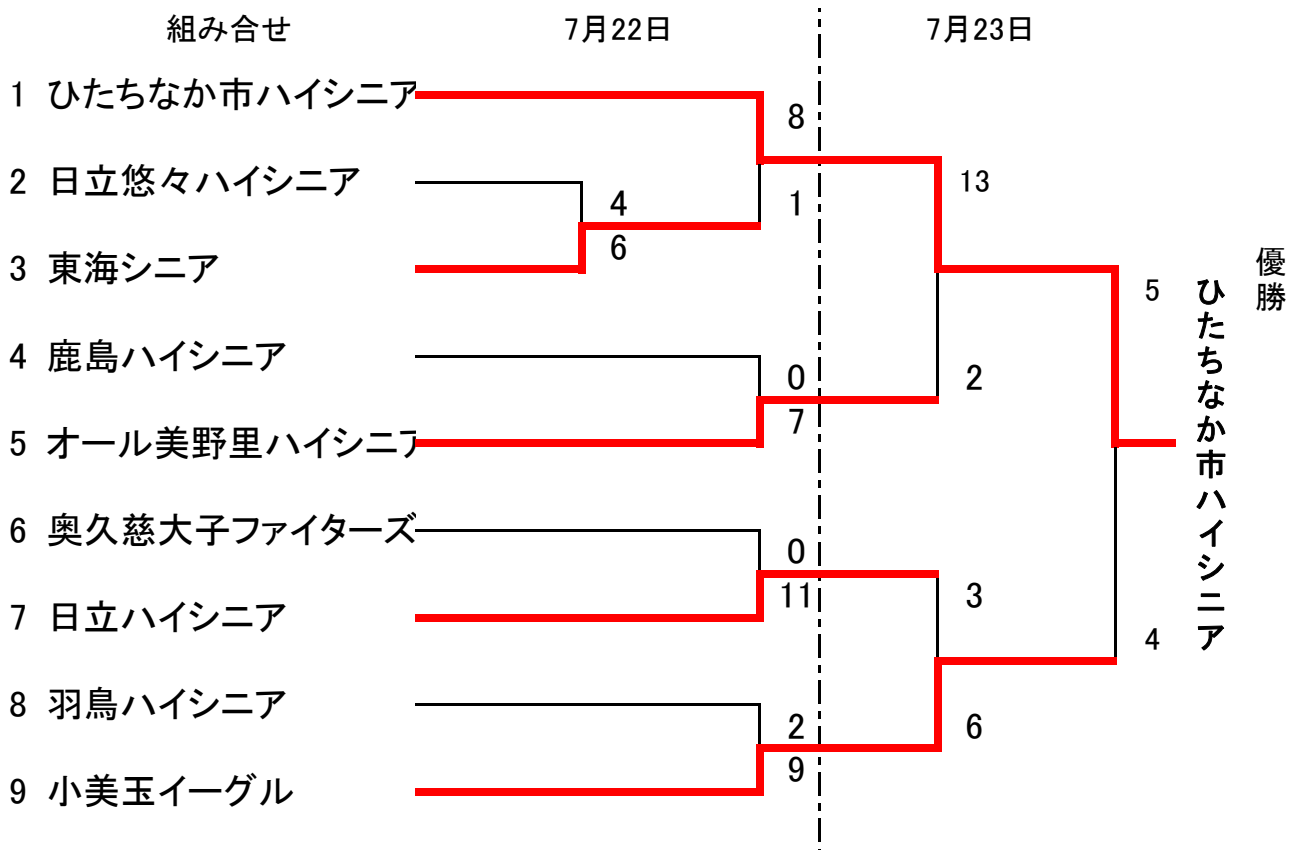 組み合せ 7月22日 7月23日
1 ひたちなか市ハイシニア
8
13
2 日立悠々ハイシニア
4
1
6
3 東海シニア
優勝
5
ひたちなか市ハイシニア
4 鹿島ハイシニア
0
2
7
5 オール美野里ハイシニア
6 奥久慈大子ファイターズ
0
11
3
7 日立ハイシニア
4
8 羽鳥ハイシニア
2
6
9
9 小美玉イーグル